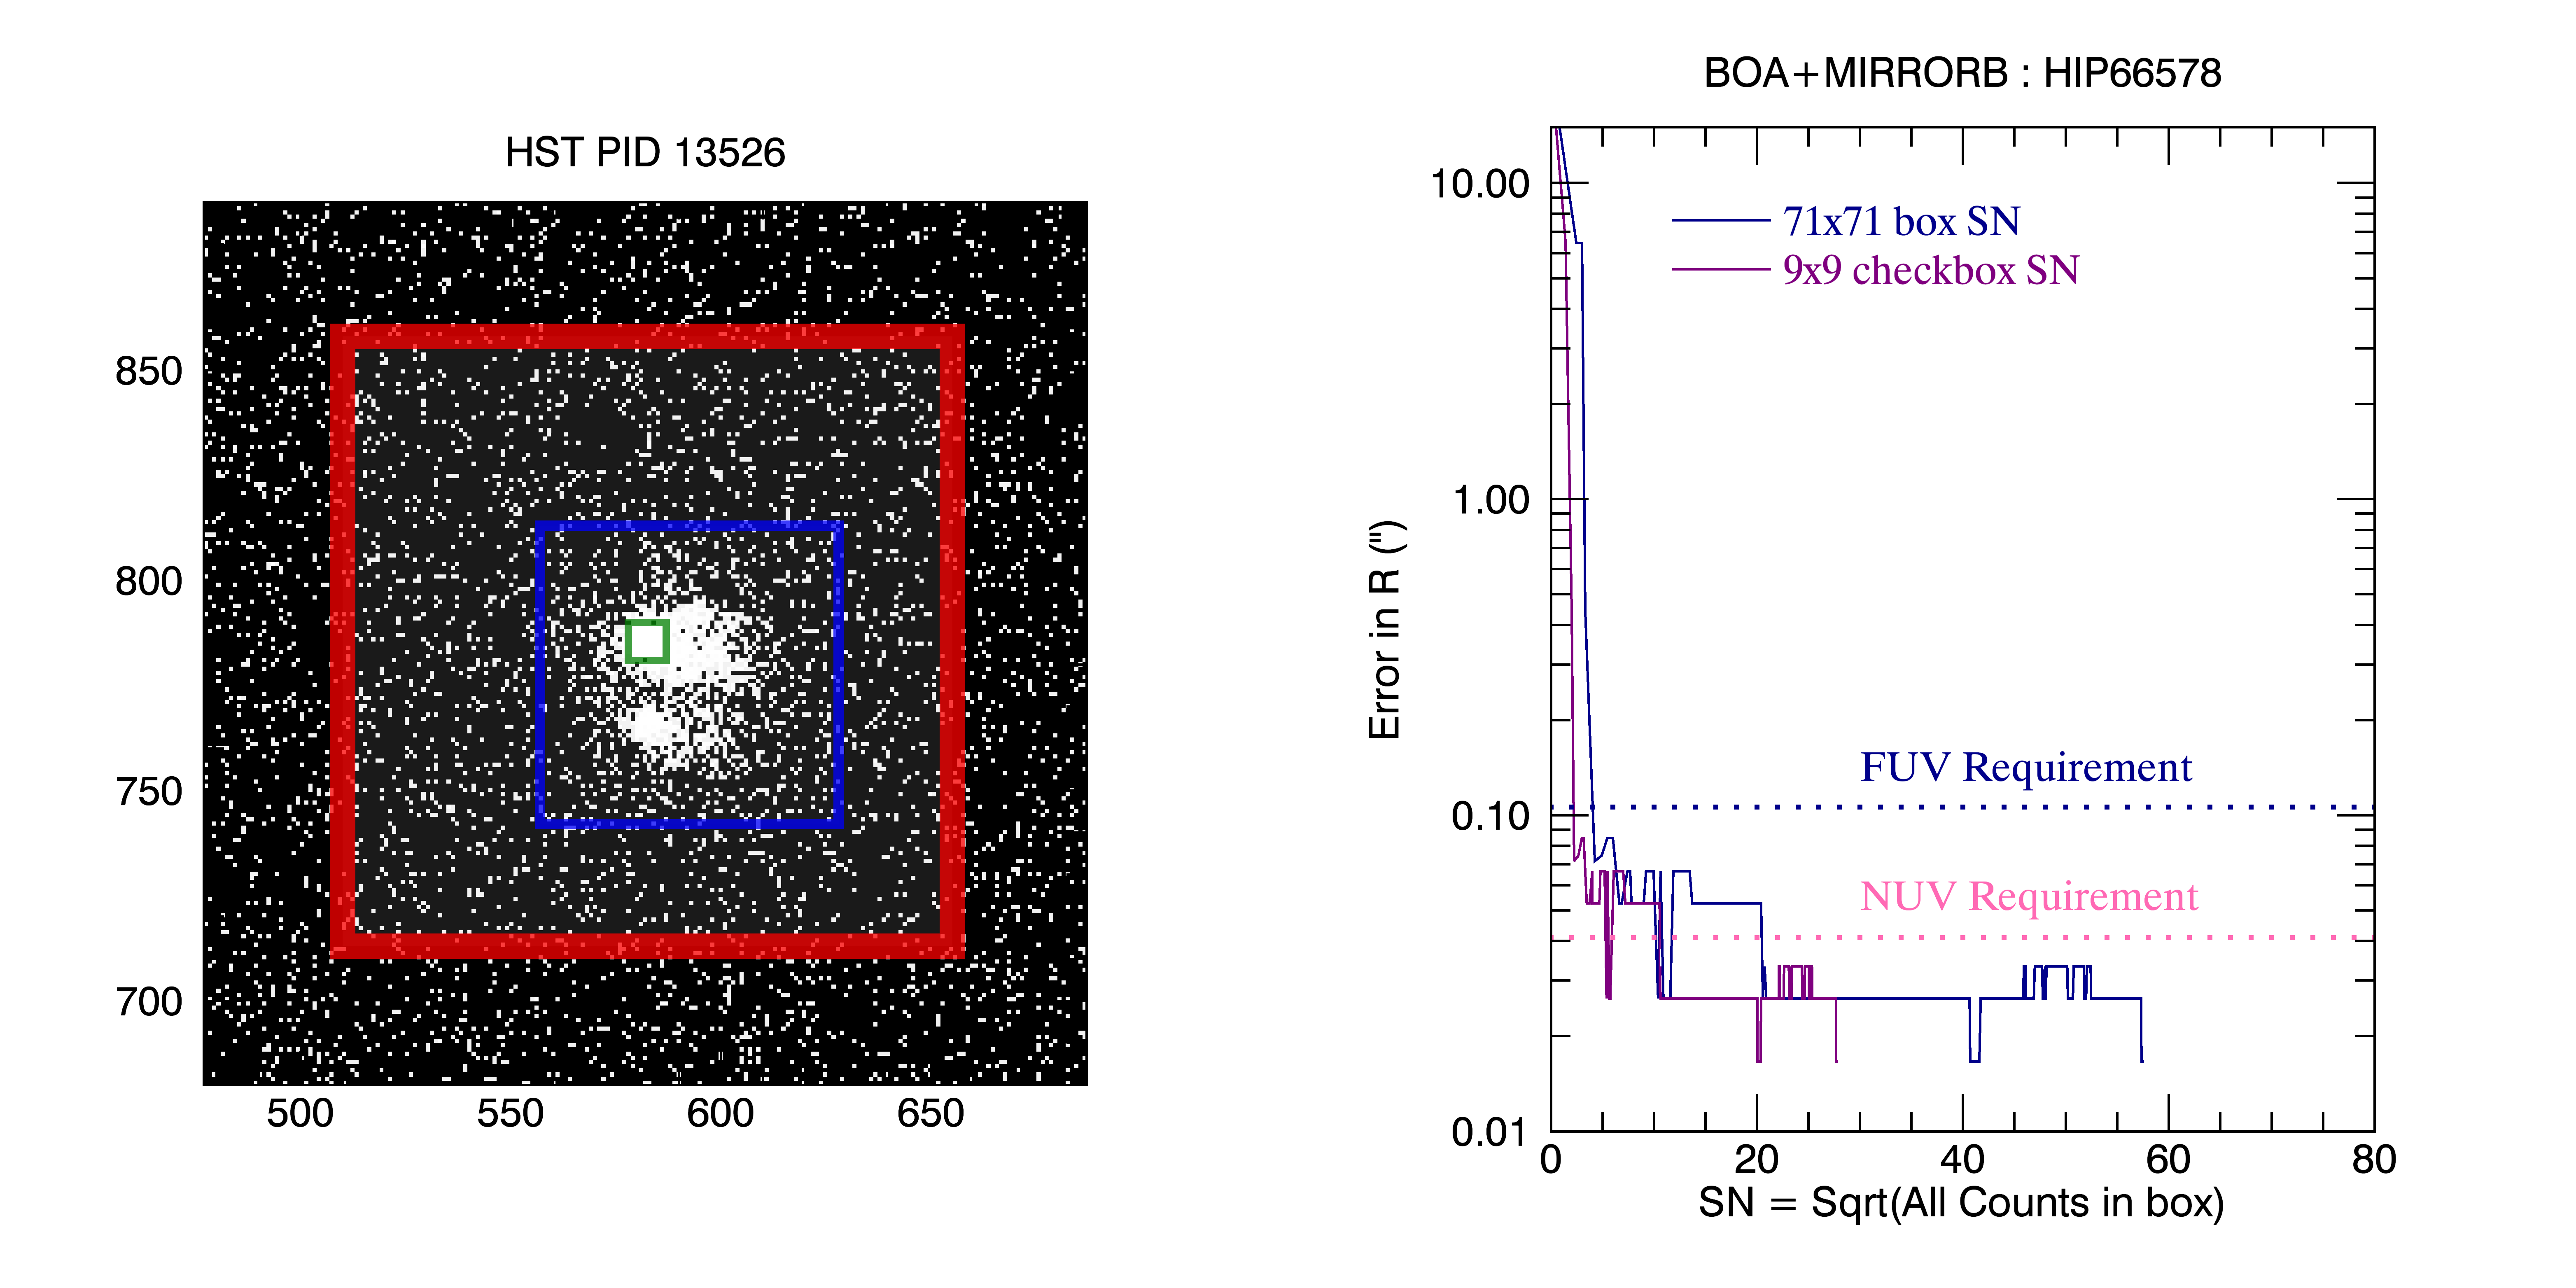 HST PID 13526
850
800
750
700
500 550 600 650
BOA+MIRRORB : HIP66578
10.00
1.00
0.10
0.01
Error in R (")
71x71 box SN
9x9 checkbox SN
FUV Requirement
NUV Requirement
0 20 40 60 80
SN = Sqrt(All Counts in box)